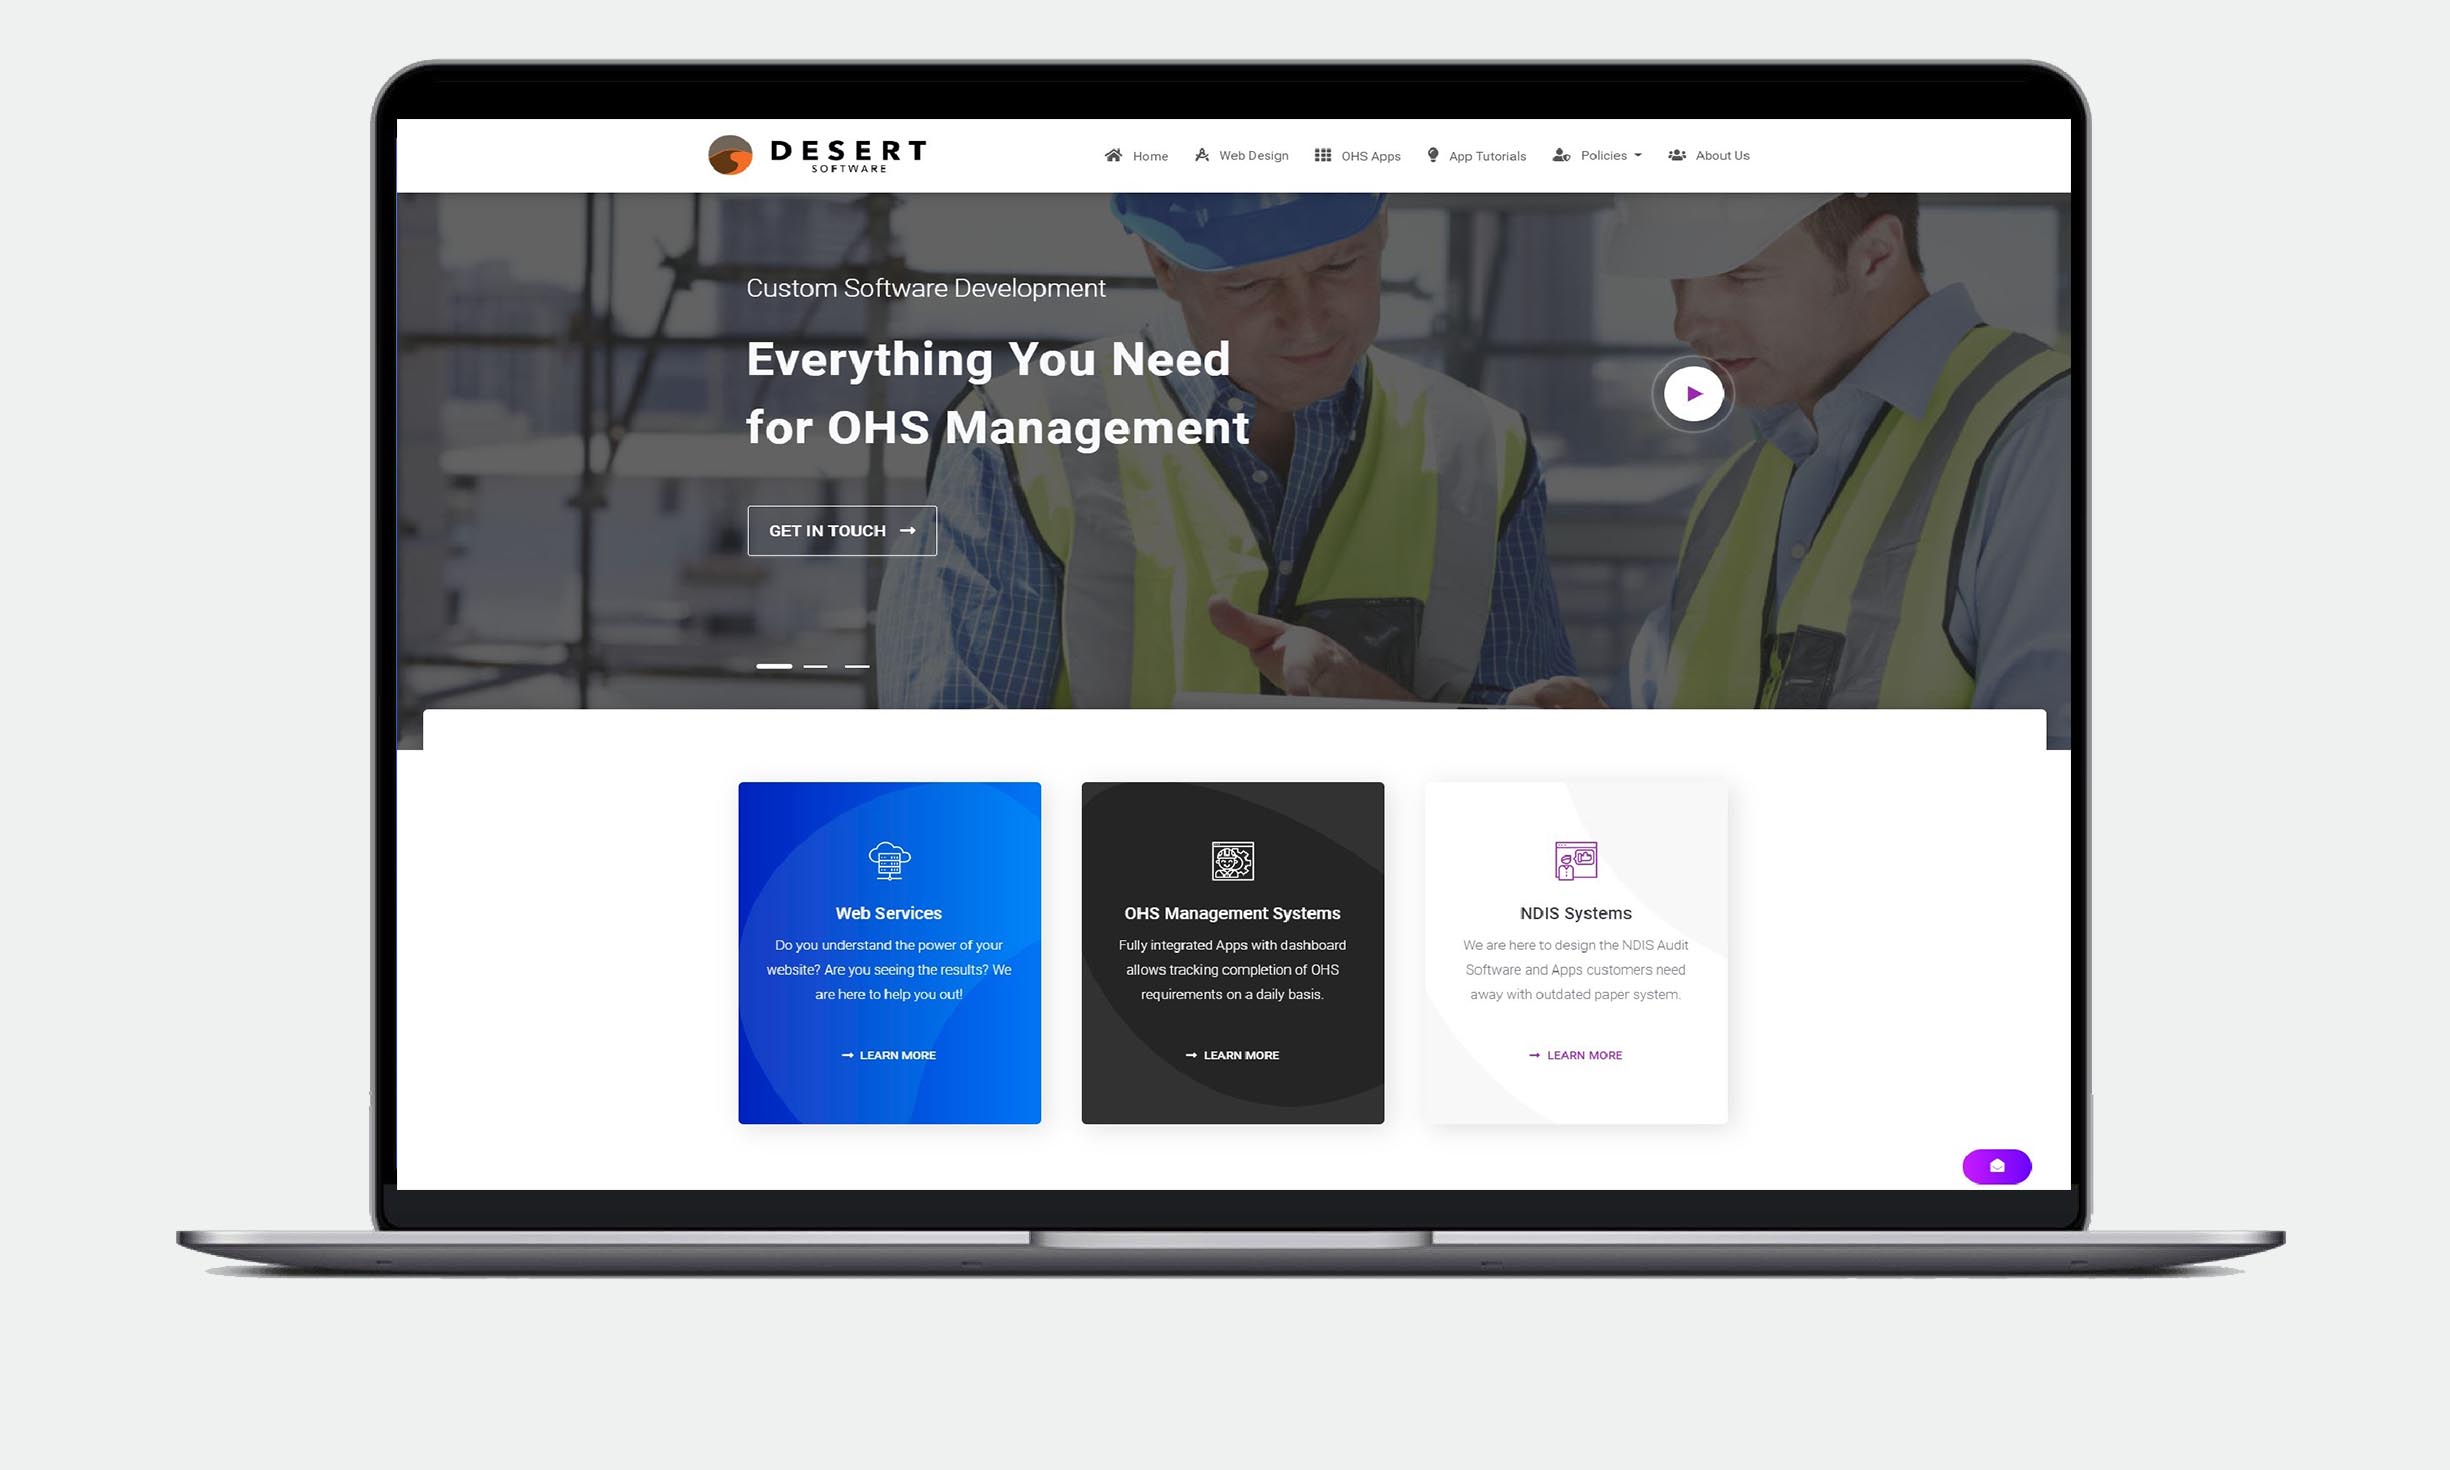 DESERT
SOFTWARE
Home
Web Design
OHS Apps
App Tutorials
Policies
About Us
Custom Software Development
Everything You Need
for OHS Management
GET IN TOUCH
Web Services
Do you understand the power of your
website? Are you seeing the results? We
are here to help you out!
LEARN MORE
OHS Management Systems
Fully integrated Apps with dashboard
allows tracking completion of OHS
requirements on a daily basis.
LEARN MORE
NDIS Systems
We are here to design the NDIS Audit
Software and Apps customers need
away with outdated paper system.
LEARN MORE